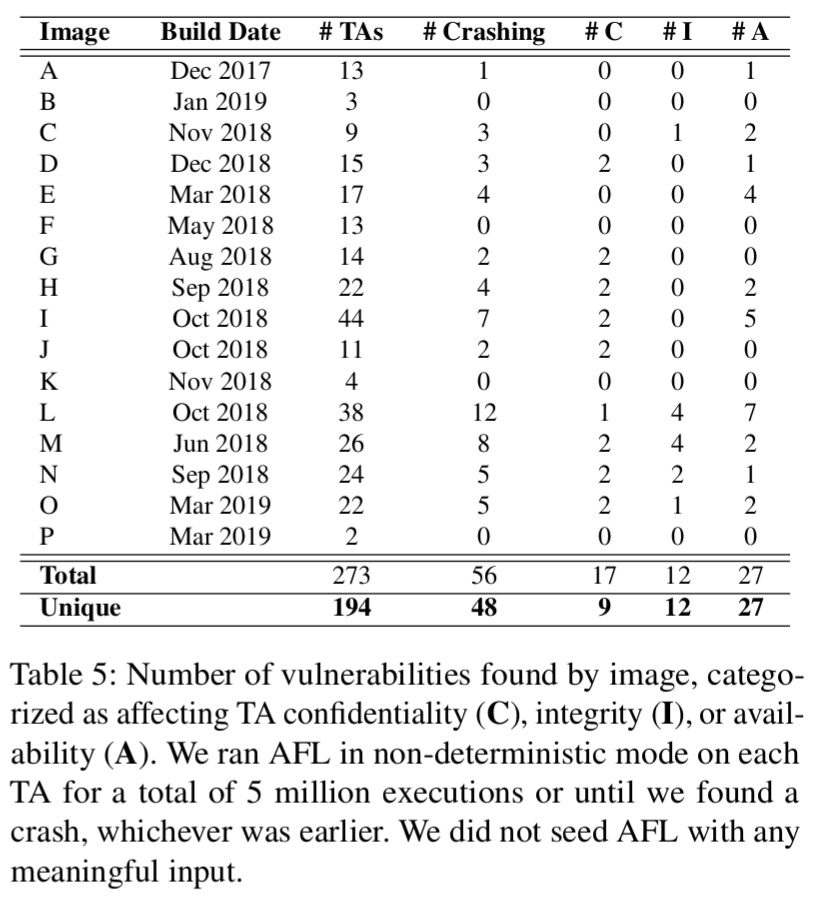 Image Build Date # TAs # Crashing # C # I # A
A Dec 2017 13 1 0 0 1
B Jan 2019 3 0 0 0 0
C Nov 2018 9 3 0 1 2
D Dec 2018 15 3 2 0 1
E Mar 2018 17 4 0 0 4
F May 2018 13 0 0 0 0
G Aug 2018 14 2 2 0 0
H Sep 2018 22 4 2 0 2
I Oct 2018 44 7 2 0 5
J Oct 2018 11 2 2 0 0
K Nov 2018 4 0 0 0 0
L Oct 2018 38 12 1 4 7
M Jun 2018 26 8 2 4 2
N Sep 2018 24 5 2 2 1
O Mar 2019 22 5 2 1 2
P Mar 2019 2 0 0 0 0
Total 273 56 17 12 27
Unique 194 48 9 12 27
Table 5: Number of vulnerabilities found by image, catego-
rized as affecting TA confidentiality (C), integrity (I), or avail-
ability (A). We ran AFL in non-deterministic mode on each
TA for a total of 5 million executions or until we found a
crash, whichever was earlier. We did not seed AFL with any
meaningful input.